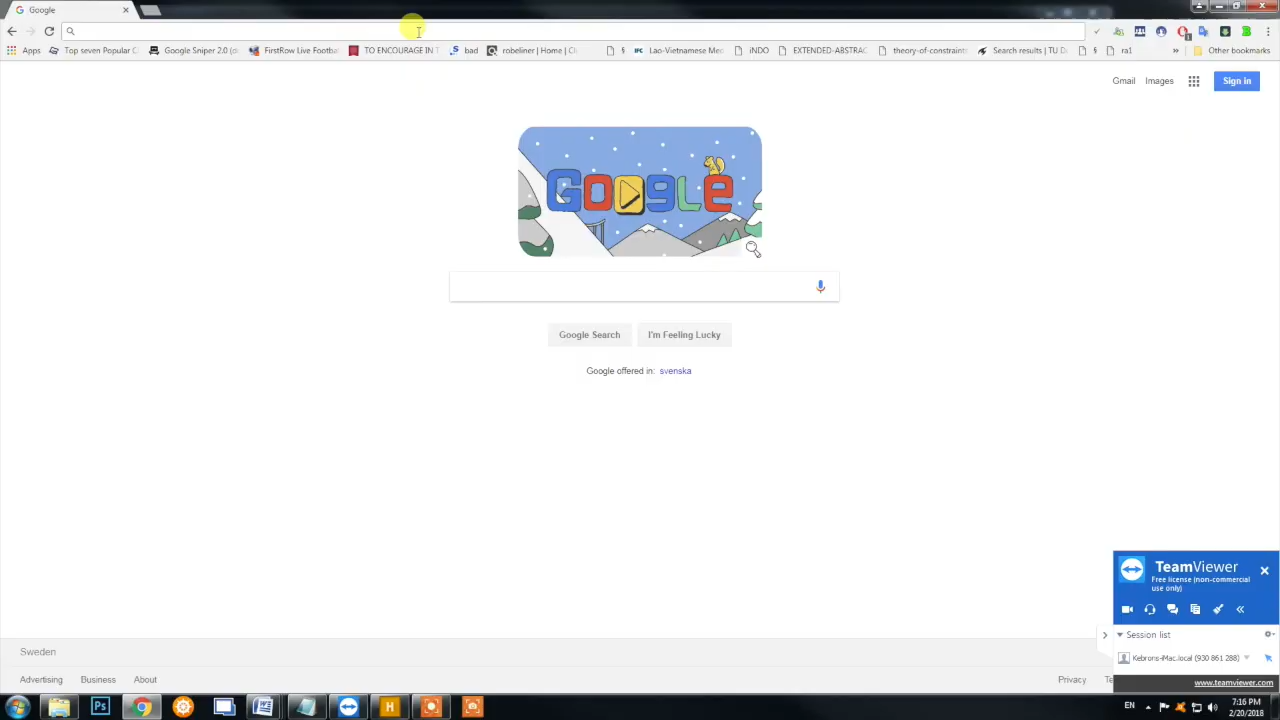 Google
Apps Top seven Popular C Google Sniper 2.0 (d FirstRow Live Footba TO ENCOURAGE IN T bad robeliner | Home | Ci Lao-Vietnamese Med iNDO EXTENDED-ABSTRAC theory-of-constraint Search results | TU D ra1 » Other bookmarks
Gmail Images Sign in
Google
Google Search I'm Feeling Lucky
Google offered in: svenska
TeamViewer
Free license (non-commercial
use only)
Session list
Kebrons-iMac.local (930 861 288)
www.teamviewer.com
Sweden
Advertising Business About Privacy Te
EN 7:16 PM
2/20/2018